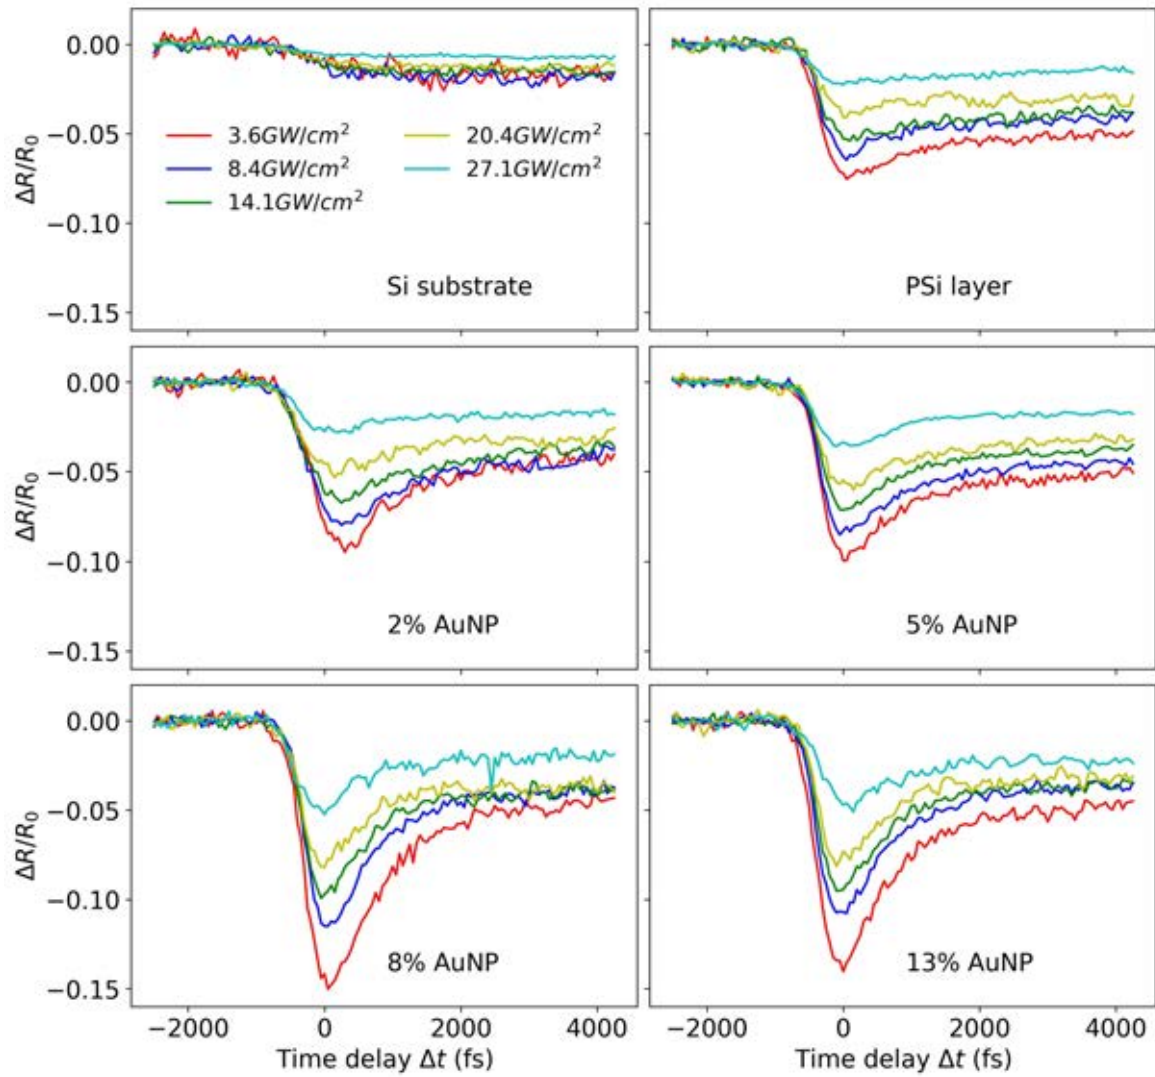 0.00
−0.05
−0.10
−0.15
ΔR/R₀
3.6GW/cm²
8.4GW/cm²
14.1GW/cm²
20.4GW/cm²
27.1GW/cm²
Si substrate
PSi layer
0.00
−0.05
−0.10
−0.15
ΔR/R₀
2% AuNP
5% AuNP
0.00
−0.05
−0.10
−0.15
ΔR/R₀
8% AuNP
13% AuNP
−2000 0 2000 4000
−2000 0 2000 4000
Time delay Δt (fs)
Time delay Δt (fs)